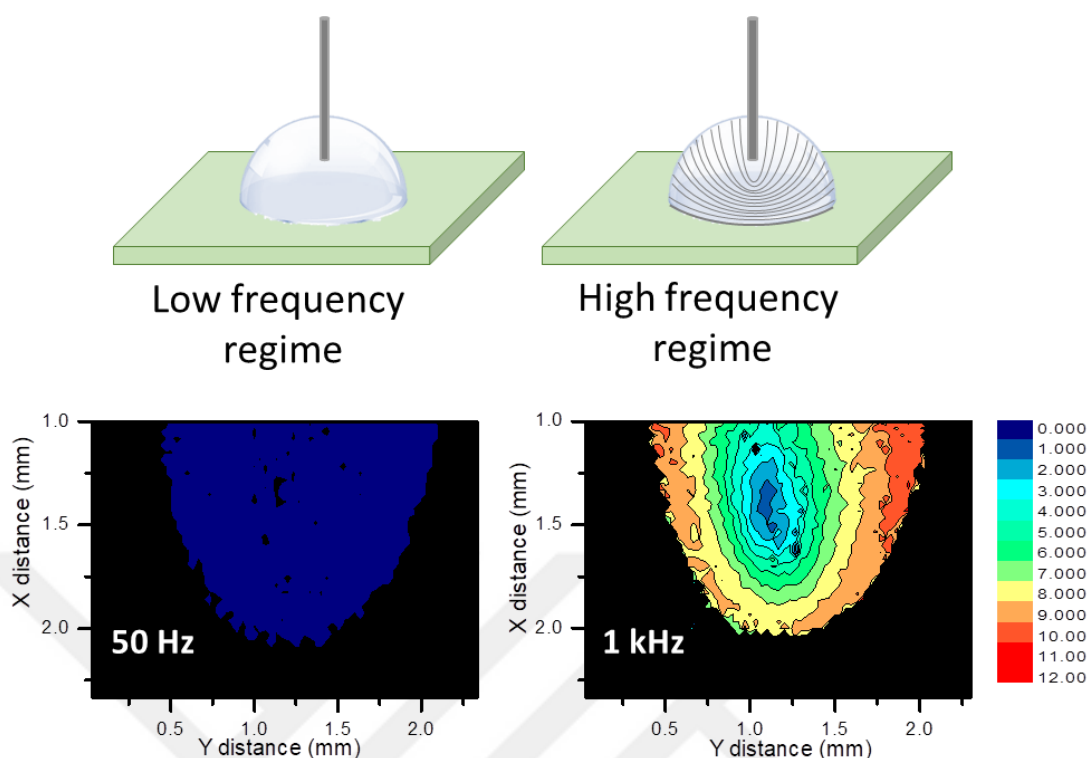 Low frequency
regime
High frequency
regime
1.0
1.5
2.0
X distance (mm)
50 Hz
0.5
1.0
1.5
2.0
Y distance (mm)
1.0
1.5
2.0
X distance (mm)
1 kHz
0.5
1.0
1.5
2.0
Y distance (mm)
0.000
1.000
2.000
3.000
4.000
5.000
6.000
7.000
8.000
9.000
10.00
11.00
12.00